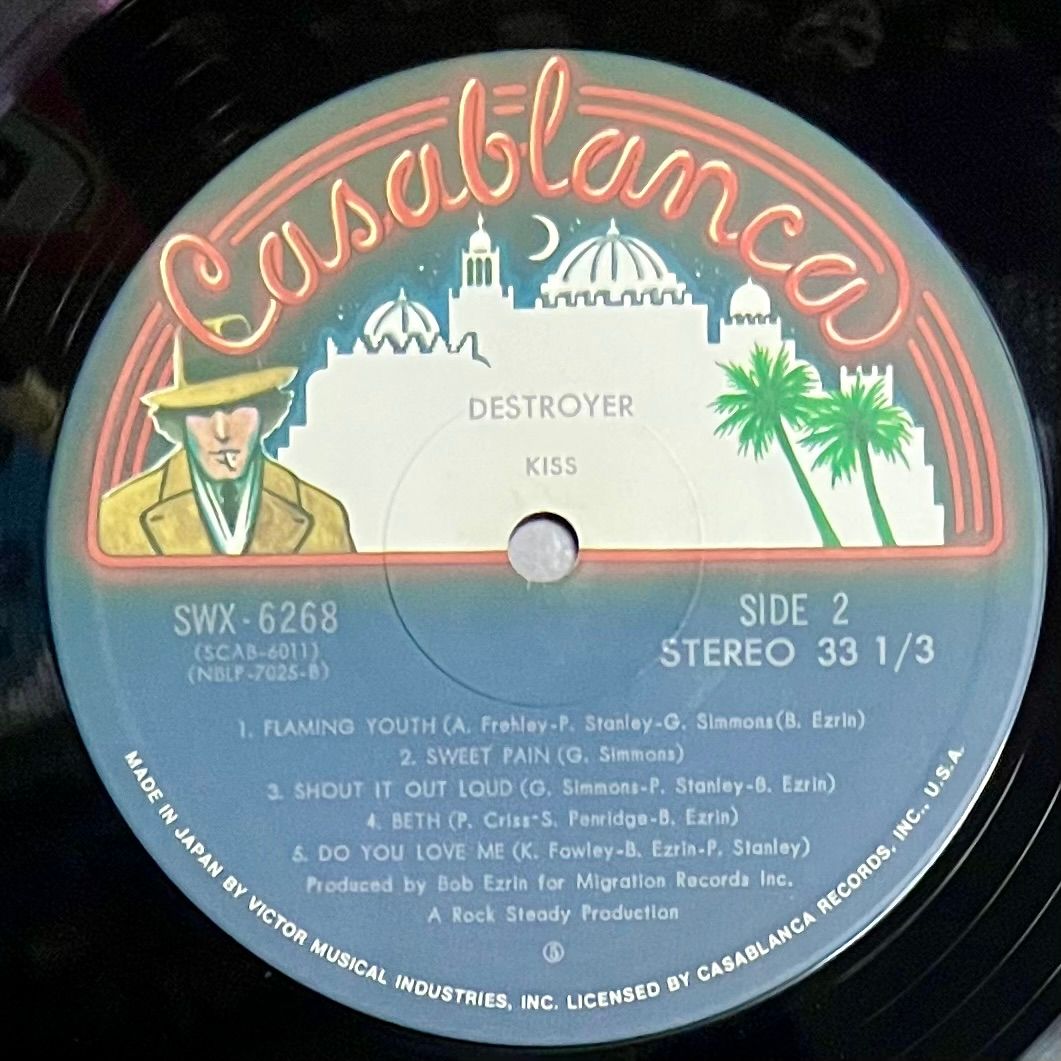 Casablanca
DESTROYER
KISS
SWX-6268
(SCAB-6011)
(NBLP-7025-B)
SIDE 2
STEREO 33 1/3
1. FLAMING YOUTH (A. Frehley-P. Stanley-G. Simmons(B. Ezrin)
2. SWEET PAIN (G. Simmons)
3. SHOUT IT OUT LOUD (G. Simmons-P. Stanley-B. Ezrin)
4. BETH (P. Criss-S. Penridge-B. Ezrin)
5. DO YOU LOVE ME (K. Fowley-B. Ezrin-P. Stanley)
Produced by Bob Ezrin for Migration Records Inc.
A Rock Steady Production
MADE IN JAPAN BY VICTOR MUSICAL INDUSTRIES, INC. LICENSED BY CASABLANCA RECORDS, INC., U.S.A.